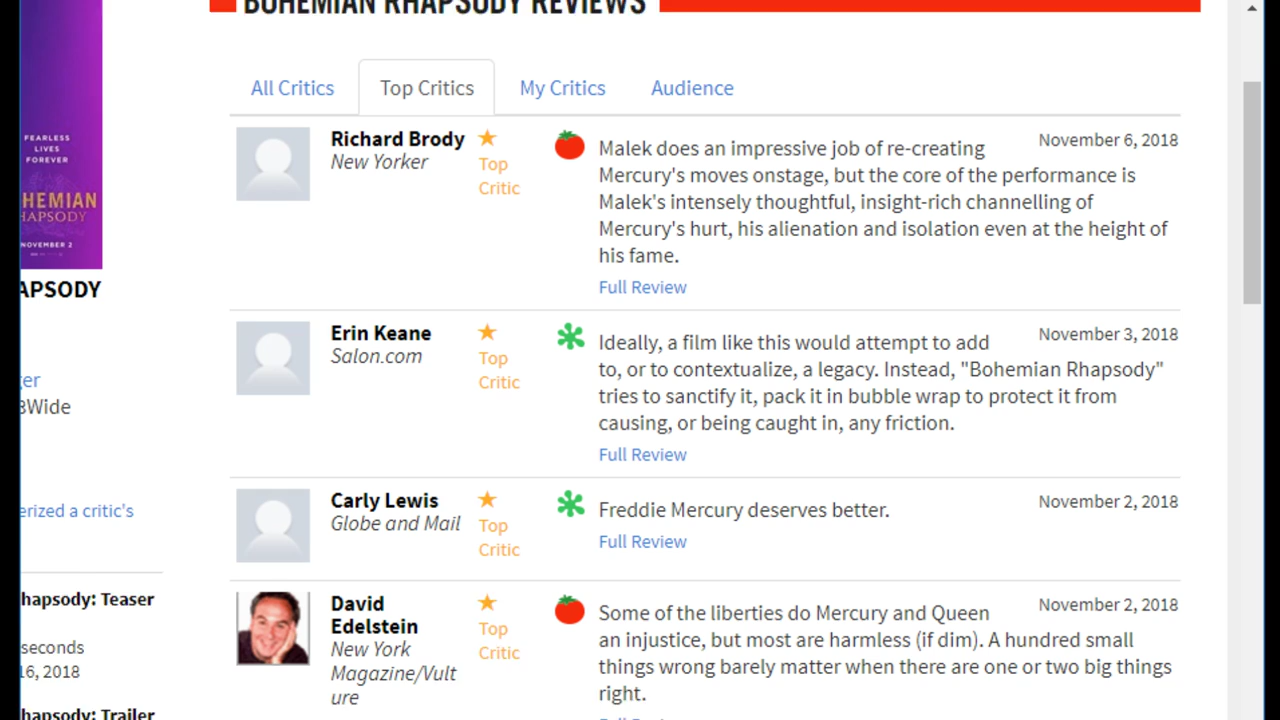 BOHEMIAN RHAPSODY REVIEWS
All Critics
Top Critics
My Critics
Audience
FEARLESS
LIVES
FOREVER
HEMIAN
HAPSODY
NOVEMBER 2
APSODY
ger
Wide
erized a critic's
hapsody: Teaser
seconds
16, 2018
hapsody: Trailer
Richard Brody
New Yorker
Top
Critic
November 6, 2018
Malek does an impressive job of re-creating
Mercury's moves onstage, but the core of the performance is
Malek's intensely thoughtful, insight-rich channelling of
Mercury's hurt, his alienation and isolation even at the height of
his fame.
Full Review
Erin Keane
Salon.com
Top
Critic
November 3, 2018
Ideally, a film like this would attempt to add
to, or to contextualize, a legacy. Instead, "Bohemian Rhapsody"
tries to sanctify it, pack it in bubble wrap to protect it from
causing, or being caught in, any friction.
Full Review
Carly Lewis
Globe and Mail
Top
Critic
November 2, 2018
Freddie Mercury deserves better.
Full Review
David
Edelstein
New York
Magazine/Vult
ure
Top
Critic
November 2, 2018
Some of the liberties do Mercury and Queen
an injustice, but most are harmless (if dim). A hundred small
things wrong barely matter when there are one or two big things
right.